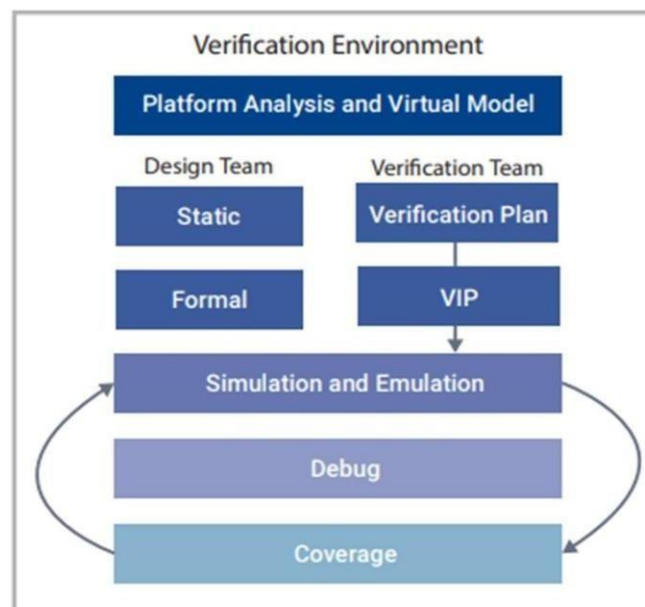 Verification Environment
Platform Analysis and Virtual Model
Design Team
Verification Team
Static
Verification Plan
Formal
VIP
Simulation and Emulation
Debug
Coverage